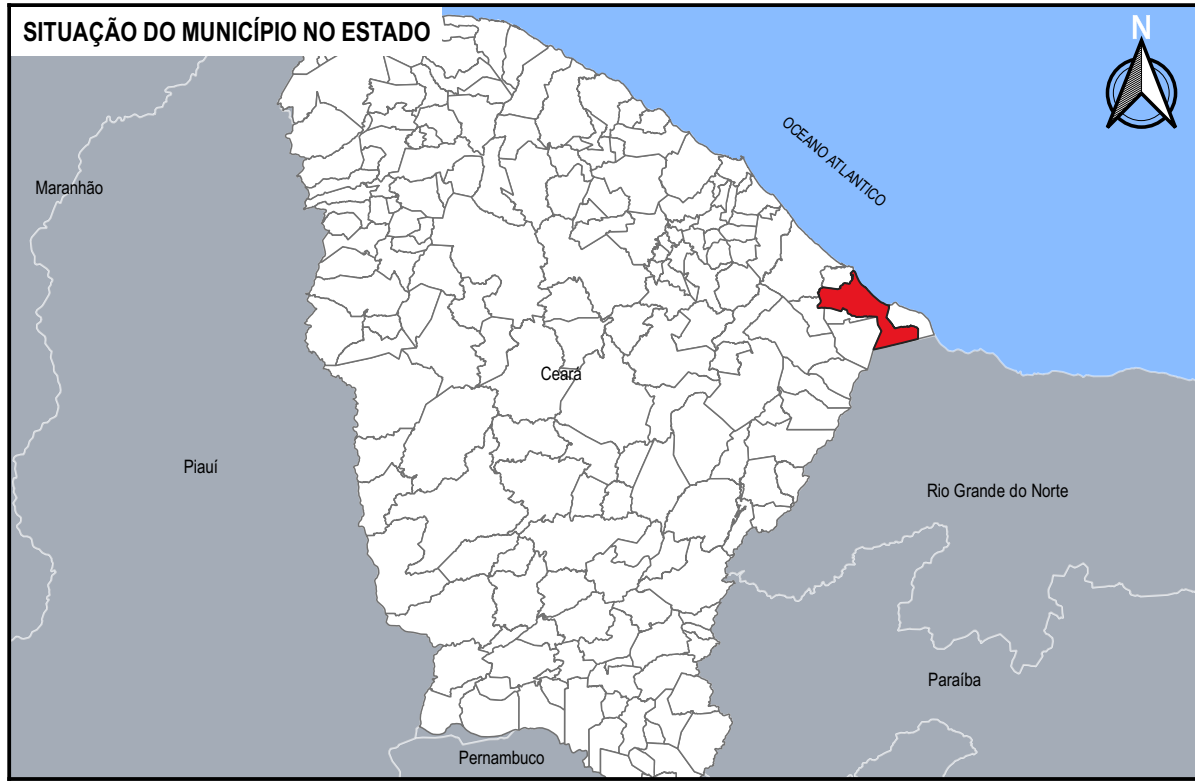 SITUAÇÃO DO MUNICÍPIO NO ESTADO
N
OCEANO ATLANTICO
Maranhão
Ceará
Piauí
Rio Grande do Norte
Paraíba
Pernambuco